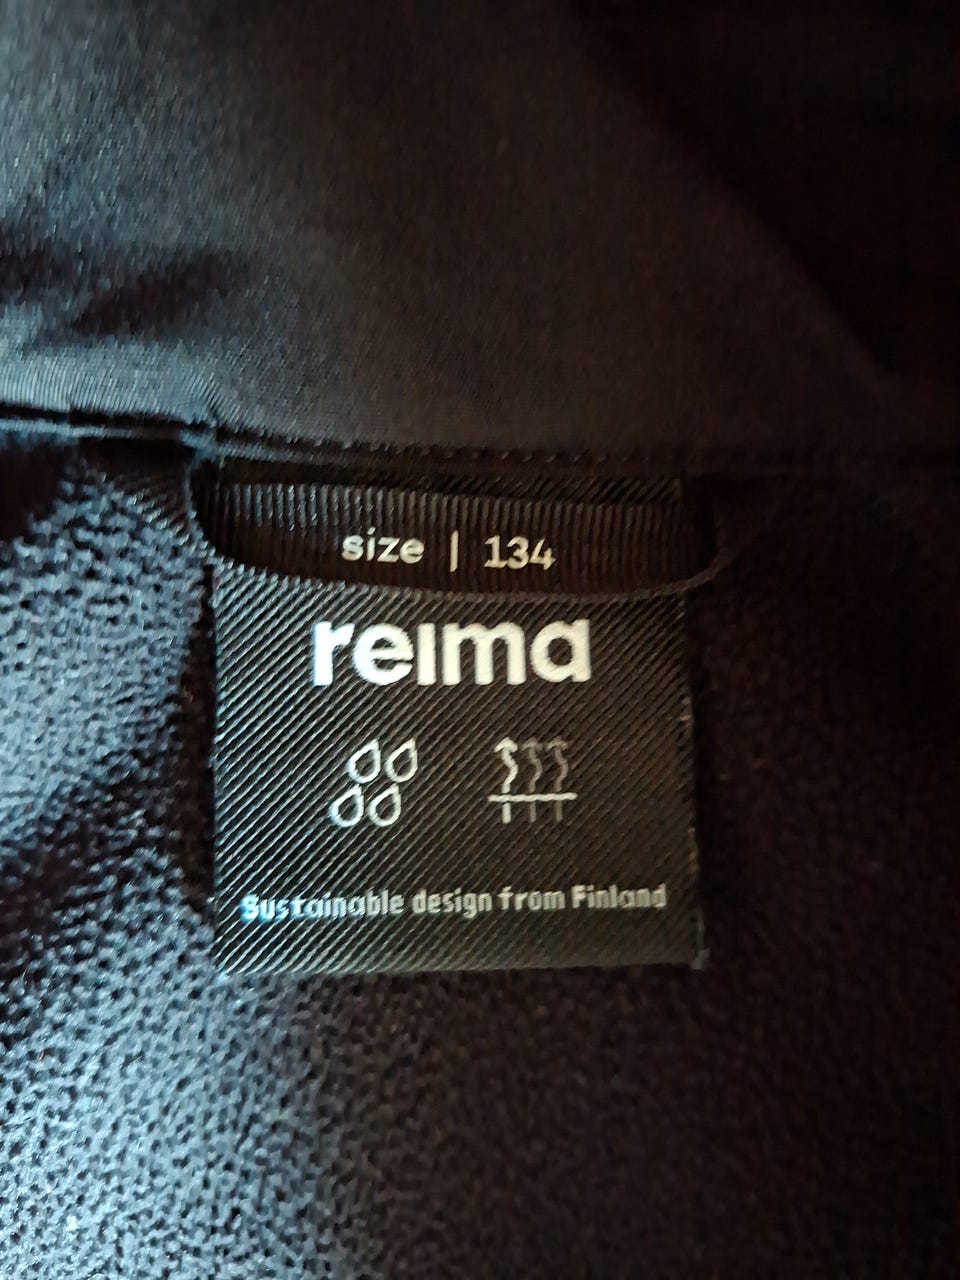 size | 134
reima
Sustainable design from Finland